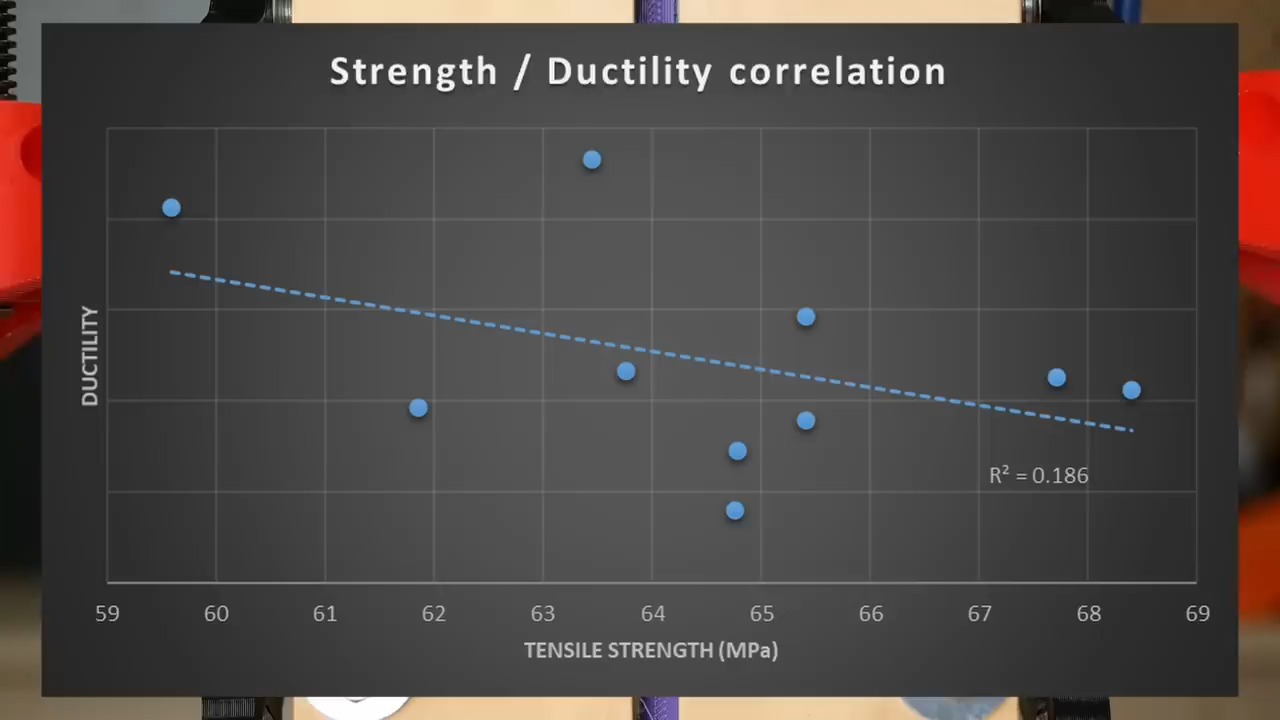 Strength / Ductility correlation
DUCTILITY
R² = 0.186
59 60 61 62 63 64 65 66 67 68 69
TENSILE STRENGTH (MPa)